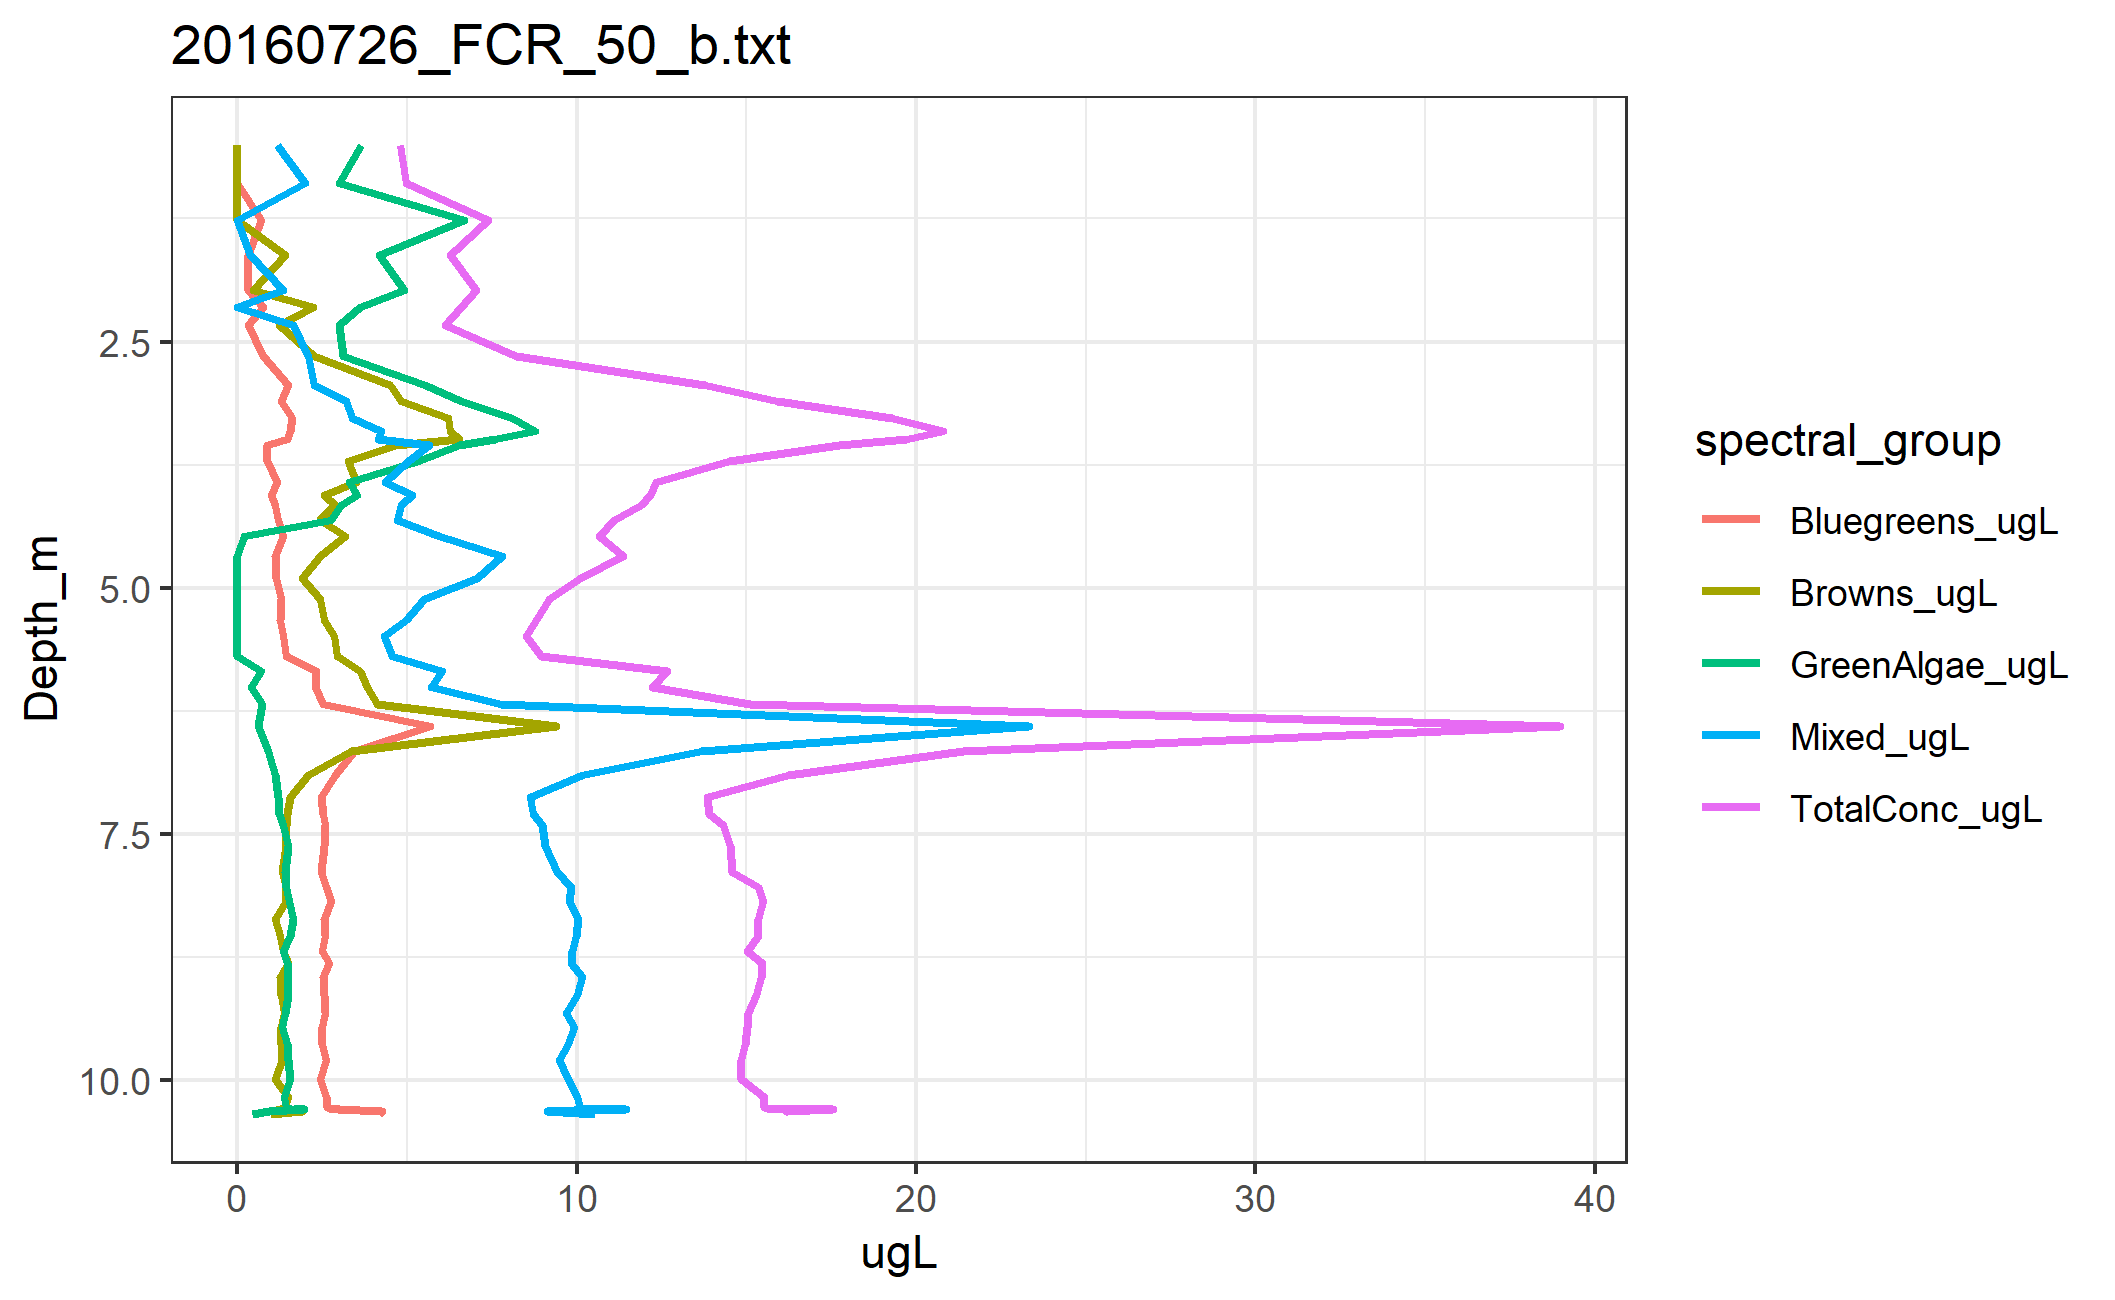 20160726_FCR_50_b.txt
Depth_m
2.5
5.0
7.5
10.0
0 10 20 30 40
ugL
spectral_group
Bluegreens_ugL
Browns_ugL
GreenAlgae_ugL
Mixed_ugL
TotalConc_ugL